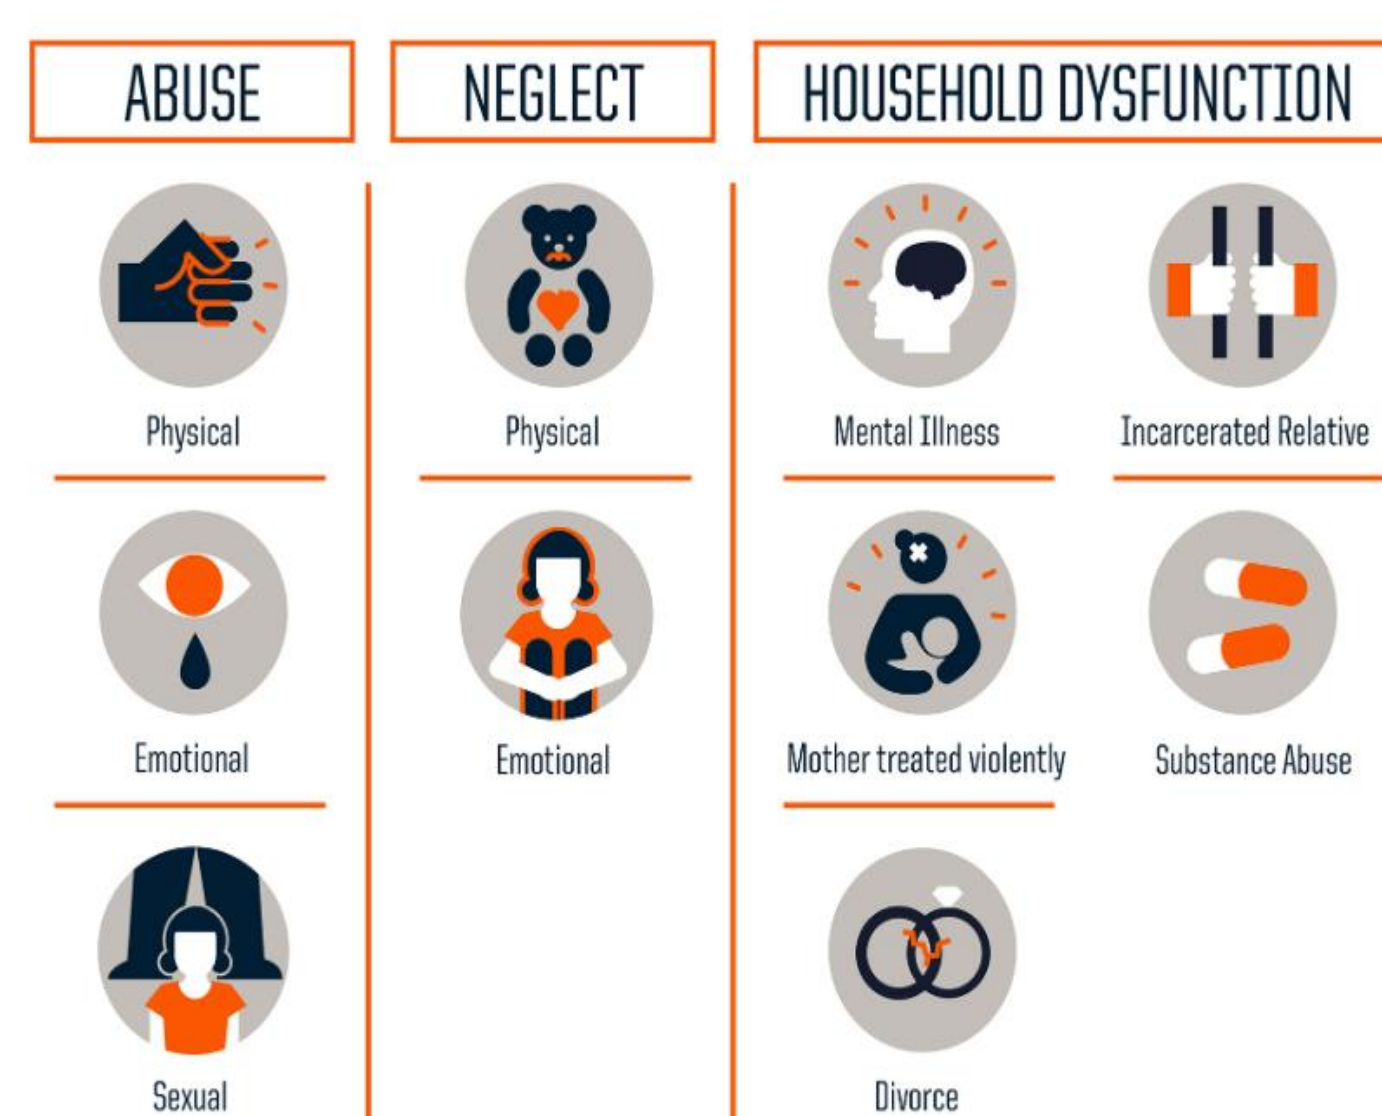 ABUSE
Physical
Emotional
Sexual
NEGLECT
Physical
Emotional
HOUSEHOLD DYSFUNCTION
Mental Illness
Incarcerated Relative
Mother treated violently
Substance Abuse
Divorce